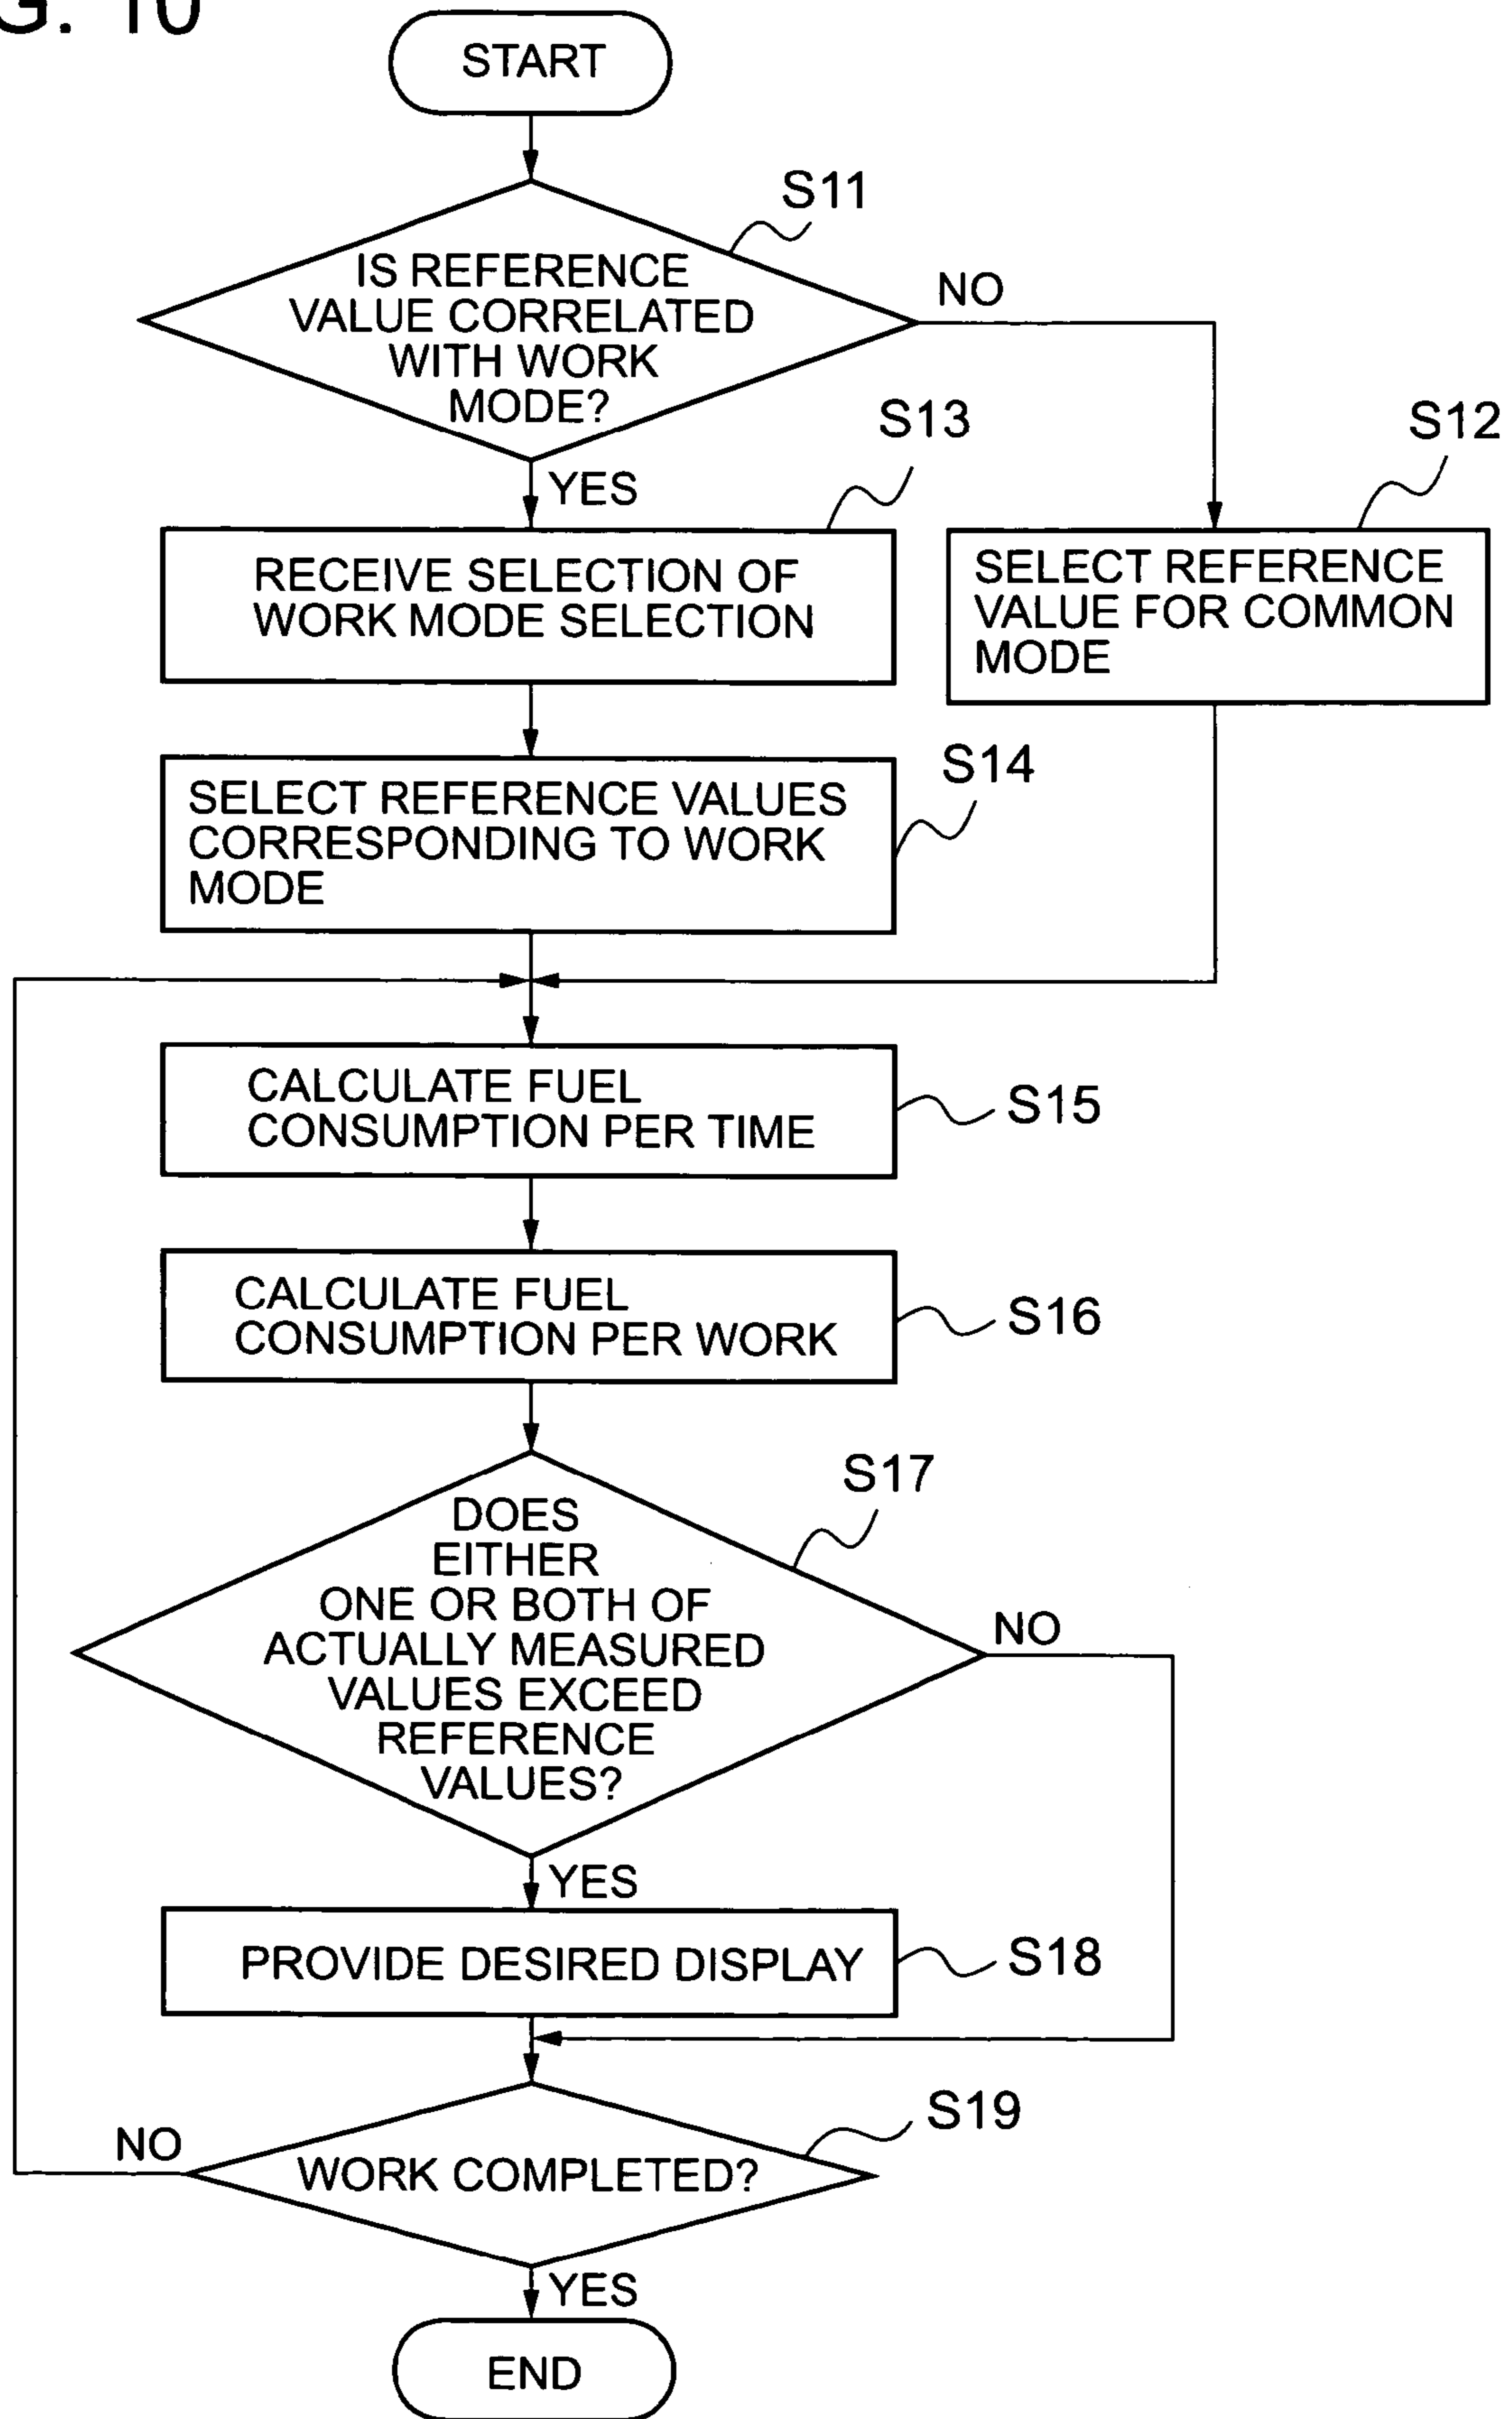 G. 10
START
S11
IS REFERENCE
VALUE CORRELATED
WITH WORK
MODE?
NO
YES
S13
S12
RECEIVE SELECTION OF
WORK MODE SELECTION
SELECT REFERENCE
VALUE FOR COMMON
MODE
S14
SELECT REFERENCE VALUES
CORRESPONDING TO WORK
MODE
CALCULATE FUEL
CONSUMPTION PER TIME
S15
CALCULATE FUEL
CONSUMPTION PER WORK
S16
S17
DOES
EITHER
ONE OR BOTH OF
ACTUALLY MEASURED
VALUES EXCEED
REFERENCE
VALUES?
NO
YES
PROVIDE DESIRED DISPLAY
S18
S19
NO
WORK COMPLETED?
YES
END